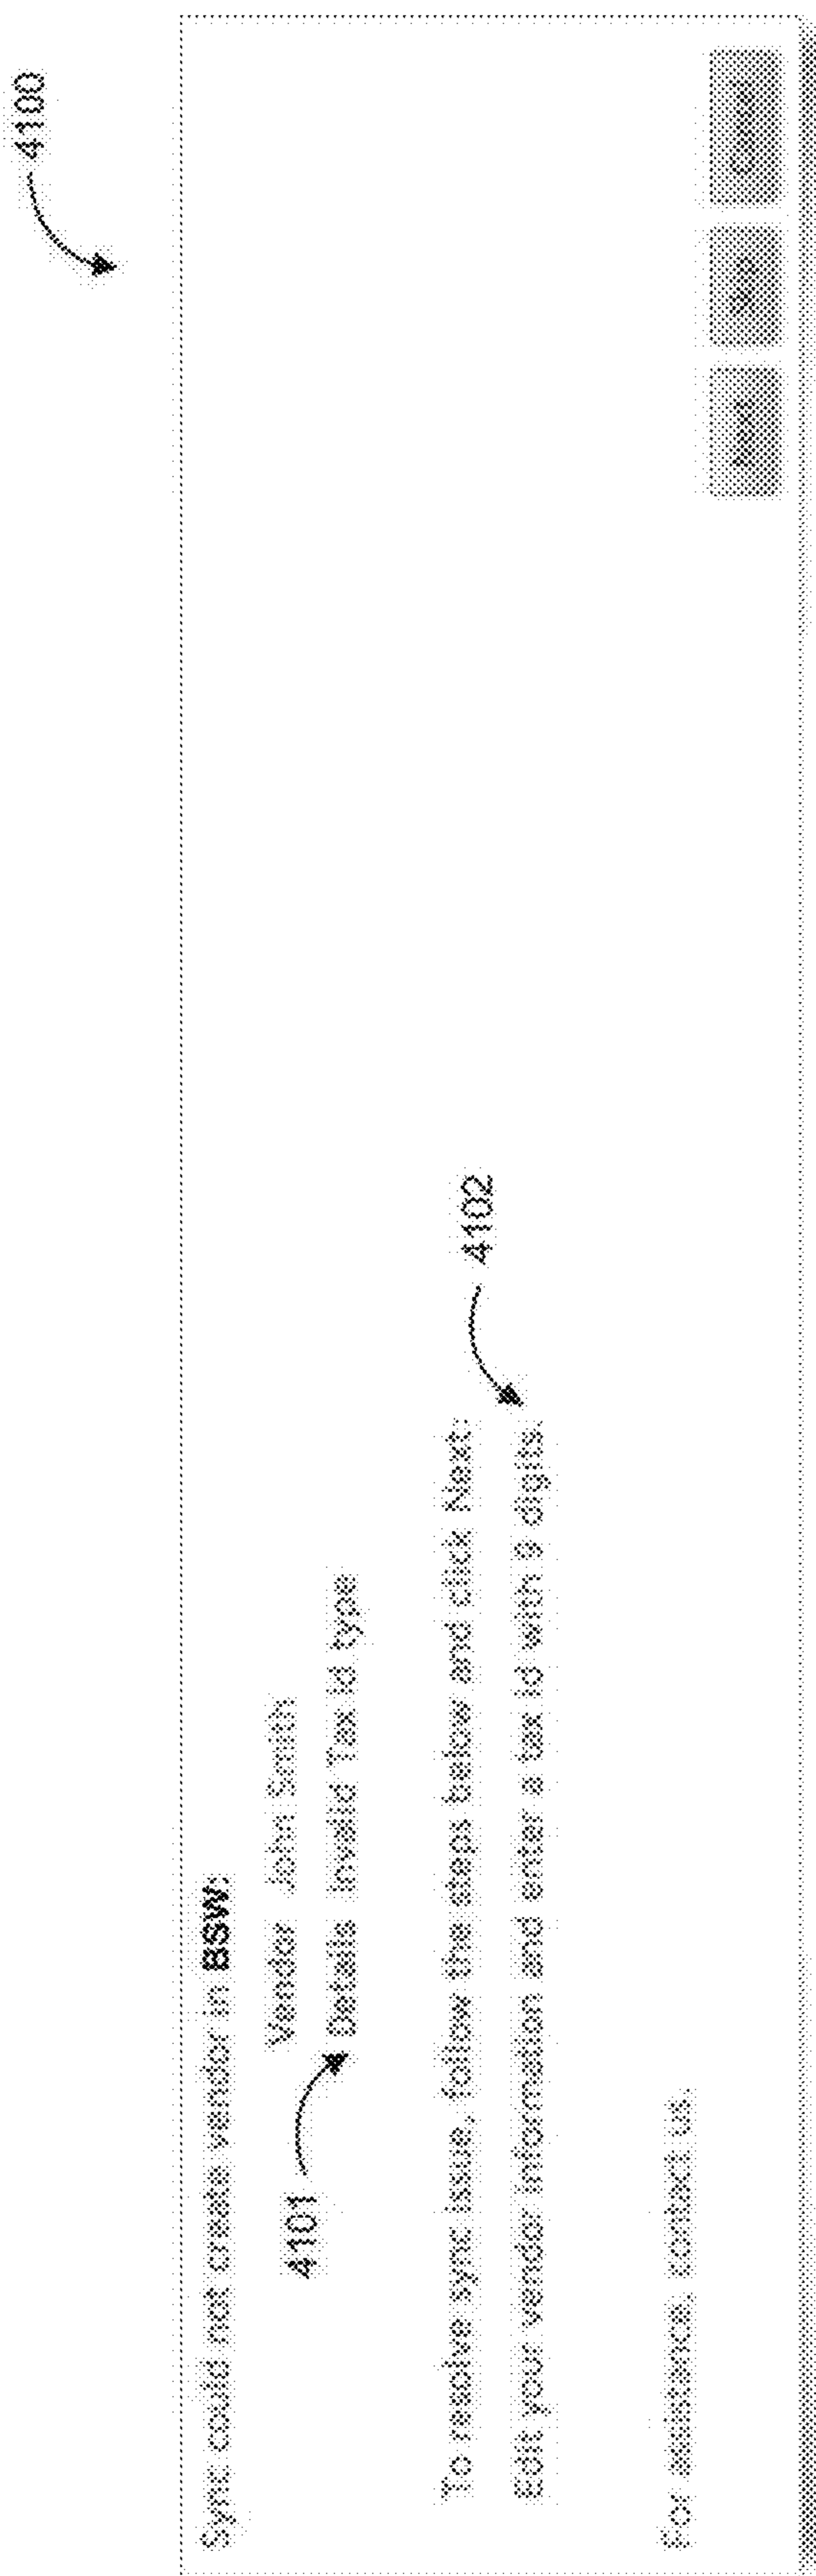 4100
Sync could not create vendor in BSW:
Vendor John Smith
4101
Details Invalid Tax id type
4102
To resolve sync issue, follow the steps below and click Next:
Edit your vendor information and enter a tax id with 9 digits.
For assistance, contact us.